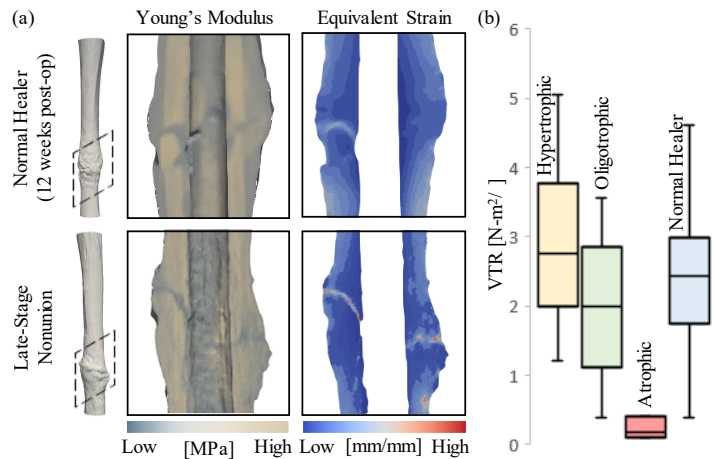 (a)
Young's Modulus
Equivalent Strain
(b)
Normal Healer
(12 weeks post-op)
Late-Stage
Nonunion
Low
[MPa]
High
Low
[mm/mm]
High
VTR [N-m²/
6
5
4
3
2
1
0
Hypertrophic
Oligotrophic
Atrophic
Normal Healer